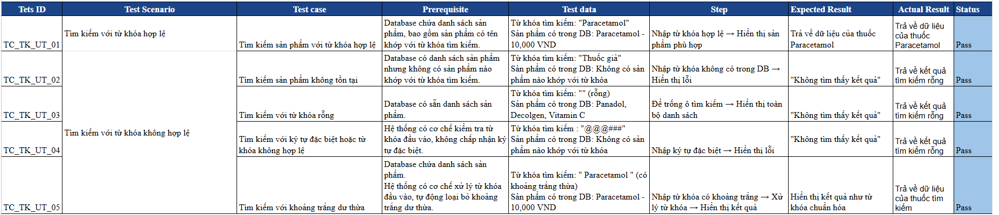 Tets ID
Test Scenario
Test case
Prerequisite
Test data
Step
Expected Result
Actual Result
Status
TC_TK_UT_01
Tìm kiếm với từ khóa hợp lệ
Tìm kiếm sản phẩm với từ khóa hợp lệ
Database chứa danh sách sản
phẩm, bao gồm sản phẩm có tên
khớp với từ khóa tìm kiếm.
Từ khóa tìm kiếm: "Paracetamol"
Sản phẩm có trong DB: Paracetamol -
10,000 VND
Nhập từ khóa hợp lệ → Hiển thị sản
phẩm phù hợp
Trả về dữ liệu của thuốc
Paracetamol
Trả về dữ liệu
của thuốc
Paracetamol
Pass
TC_TK_UT_02
Tìm kiếm với từ khóa không hợp lệ
Tìm kiếm sản phẩm không tồn tại
Database có danh sách sản phẩm
nhưng không có sản phẩm nào
khớp với từ khóa tìm kiếm.
Từ khóa tìm kiếm: "Thuốc giả"
Sản phẩm có trong DB: Không có sản
phẩm nào khớp với từ khóa
Nhập từ khóa không có trong DB →
Hiển thị lỗi
"Không tìm thấy kết quả"
Trả về kết quả
tìm kiếm rỗng
Pass
TC_TK_UT_03
Tìm kiếm với từ khóa rỗng
Database có sẵn danh sách sản
phẩm.
Từ khóa tìm kiếm: "" (rỗng)
Sản phẩm có trong DB: Panadol,
Decolgen, Vitamin C
Để trống ô tìm kiếm → Hiển thị toàn
bộ danh sách
"Không tìm thấy kết quả"
Trả về kết quả
tìm kiếm rỗng
Pass
TC_TK_UT_04
Tìm kiếm với ký tự đặc biệt hoặc từ
khóa không hợp lệ
Hệ thống có cơ chế kiểm tra từ
khóa đầu vào, không chấp nhận ký
tự đặc biệt.
Từ khóa tìm kiếm : "@@@###"
Sản phẩm có trong DB: Không có sản
phẩm nào khớp với từ khóa
Nhập ký tự đặc biệt → Hiển thị lỗi
"Không tìm thấy kết quả"
Trả về kết quả
tìm kiếm rỗng
Pass
TC_TK_UT_05
Tìm kiếm với khoảng trắng dư thừa
Database chứa danh sách sản
phẩm.
Hệ thống có cơ chế xử lý từ khóa
đầu vào, tự động loại bỏ khoảng
trắng dư thừa.
Từ khóa tìm kiếm: " Paracetamol " (có
khoảng trắng thừa)
Sản phẩm có trong DB: Paracetamol -
10,000 VND
Nhập từ khóa có khoảng trắng → Xử
lý từ khóa → Hiển thị kết quả
Hiển thị kết quả như từ
khóa chuẩn hóa
Trả về dữ liệu
của thuốc tìm
kiếm
Pass